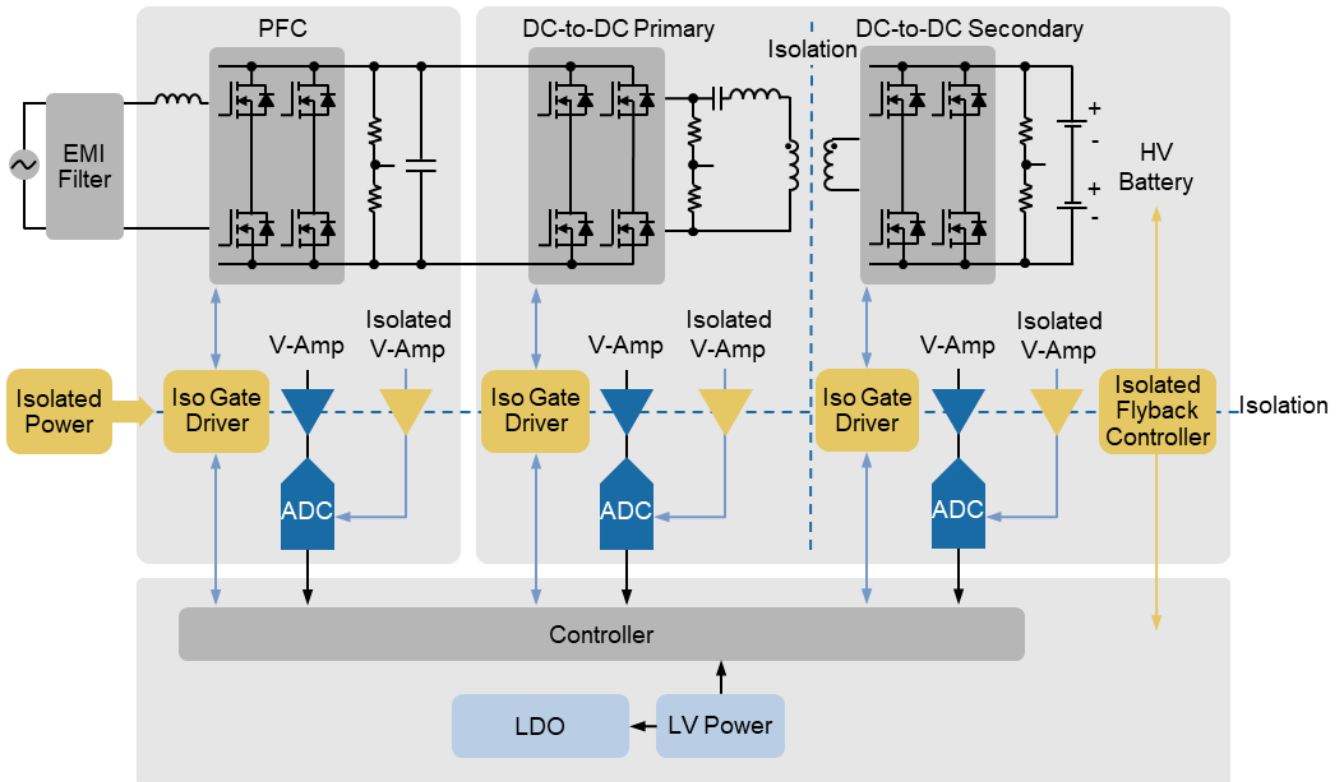 PFC
DC-to-DC Primary
DC-to-DC Secondary
Isolation
EMI
Filter
+
-
+
-
HV
Battery
V-Amp
Isolated
V-Amp
V-Amp
Isolated
V-Amp
V-Amp
Isolated
V-Amp
Isolated
Power
Iso Gate
Driver
Iso Gate
Driver
Iso Gate
Driver
Isolated
Flyback
Controller
Isolation
ADC
ADC
ADC
Controller
LDO
LV Power